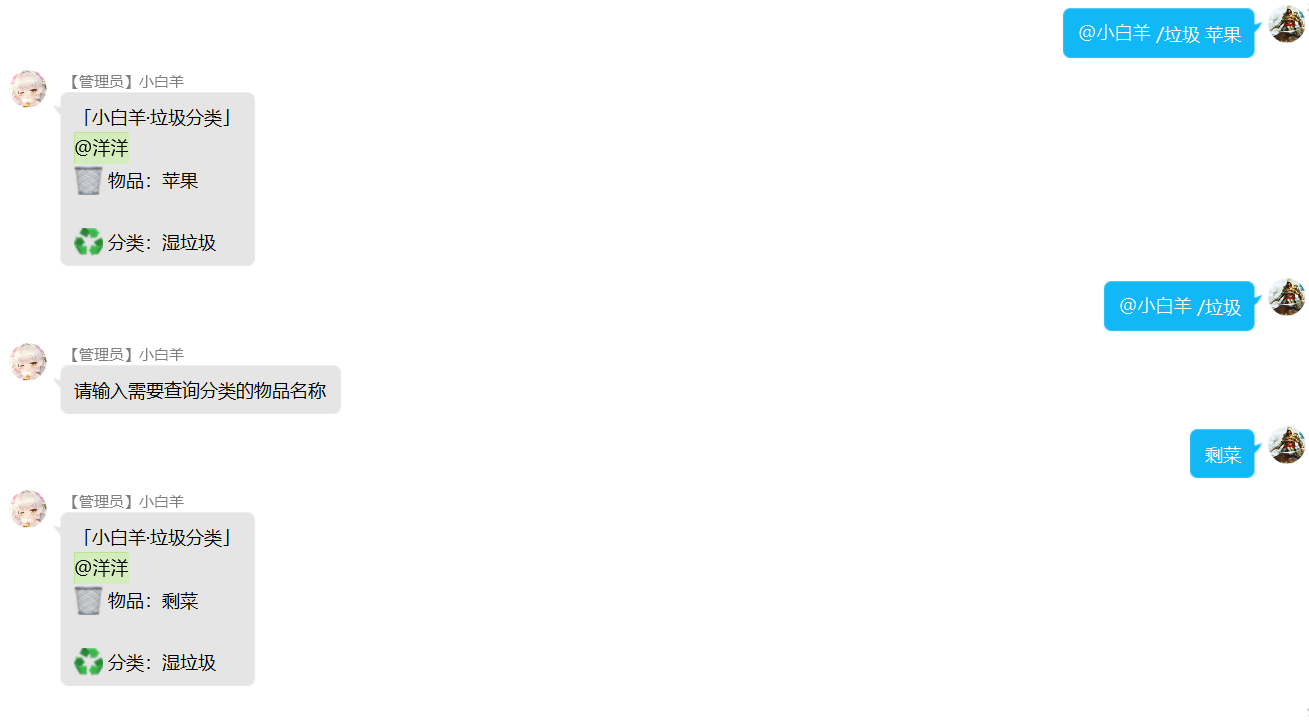 @小白羊 /垃圾 苹果
【管理员】小白羊
「小白羊·垃圾分类」
@洋洋
物品：苹果
分类：湿垃圾
@小白羊 /垃圾
【管理员】小白羊
请输入需要查询分类的物品名称
剩菜
【管理员】小白羊
「小白羊·垃圾分类」
@洋洋
物品：剩菜
分类：湿垃圾